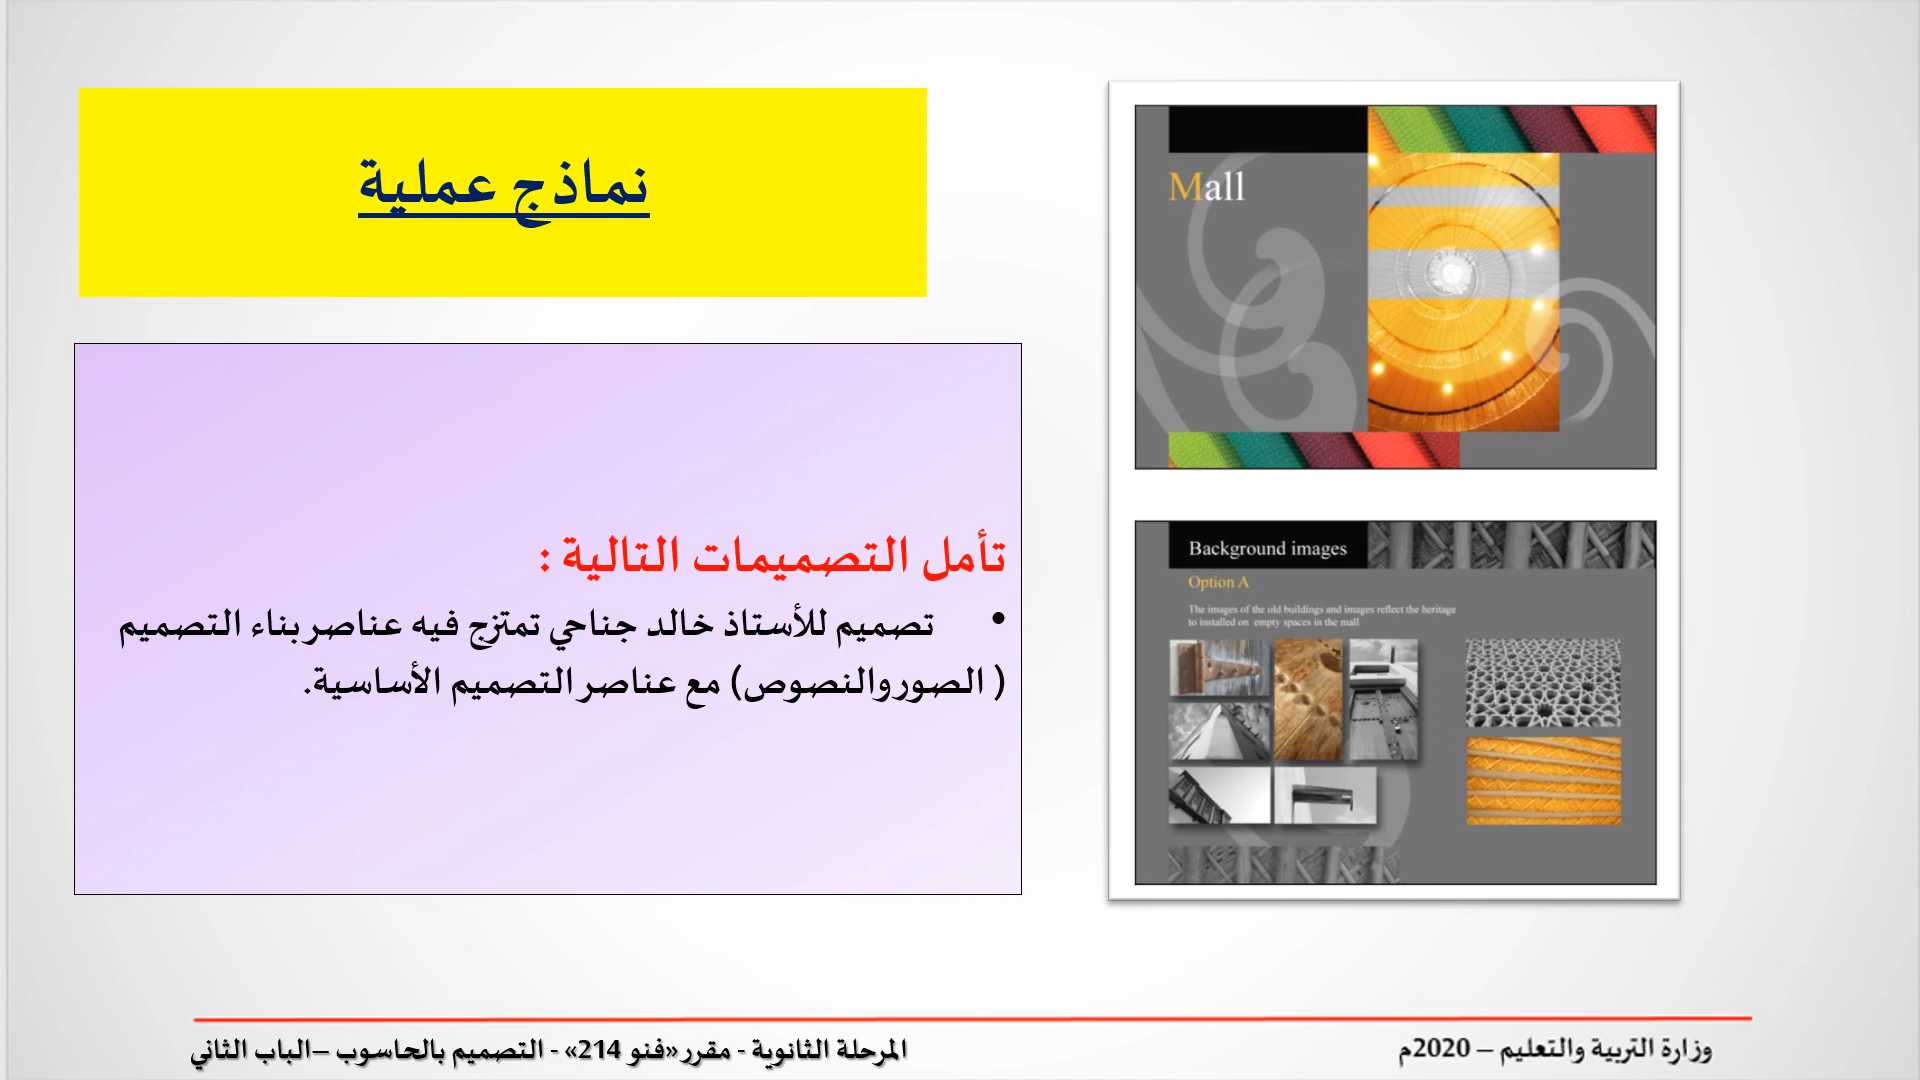 نماذج عملية
تأمل التصميمات التالية :
• تصميم للأستاذ خالد جناحي تمتزج فيه عناصر بناء التصميم
( الصور والنصوص) مع عناصر التصميم الأساسية.
Mall
Background images
Option A
The images of the old buildings and images reflect the heritage
to installed on empty spaces in the mall
وزارة التربية والتعليم – 2020م
المرحلة الثانوية - مقرر «فنو 214» - التصميم بالحاسوب –الباب الثاني